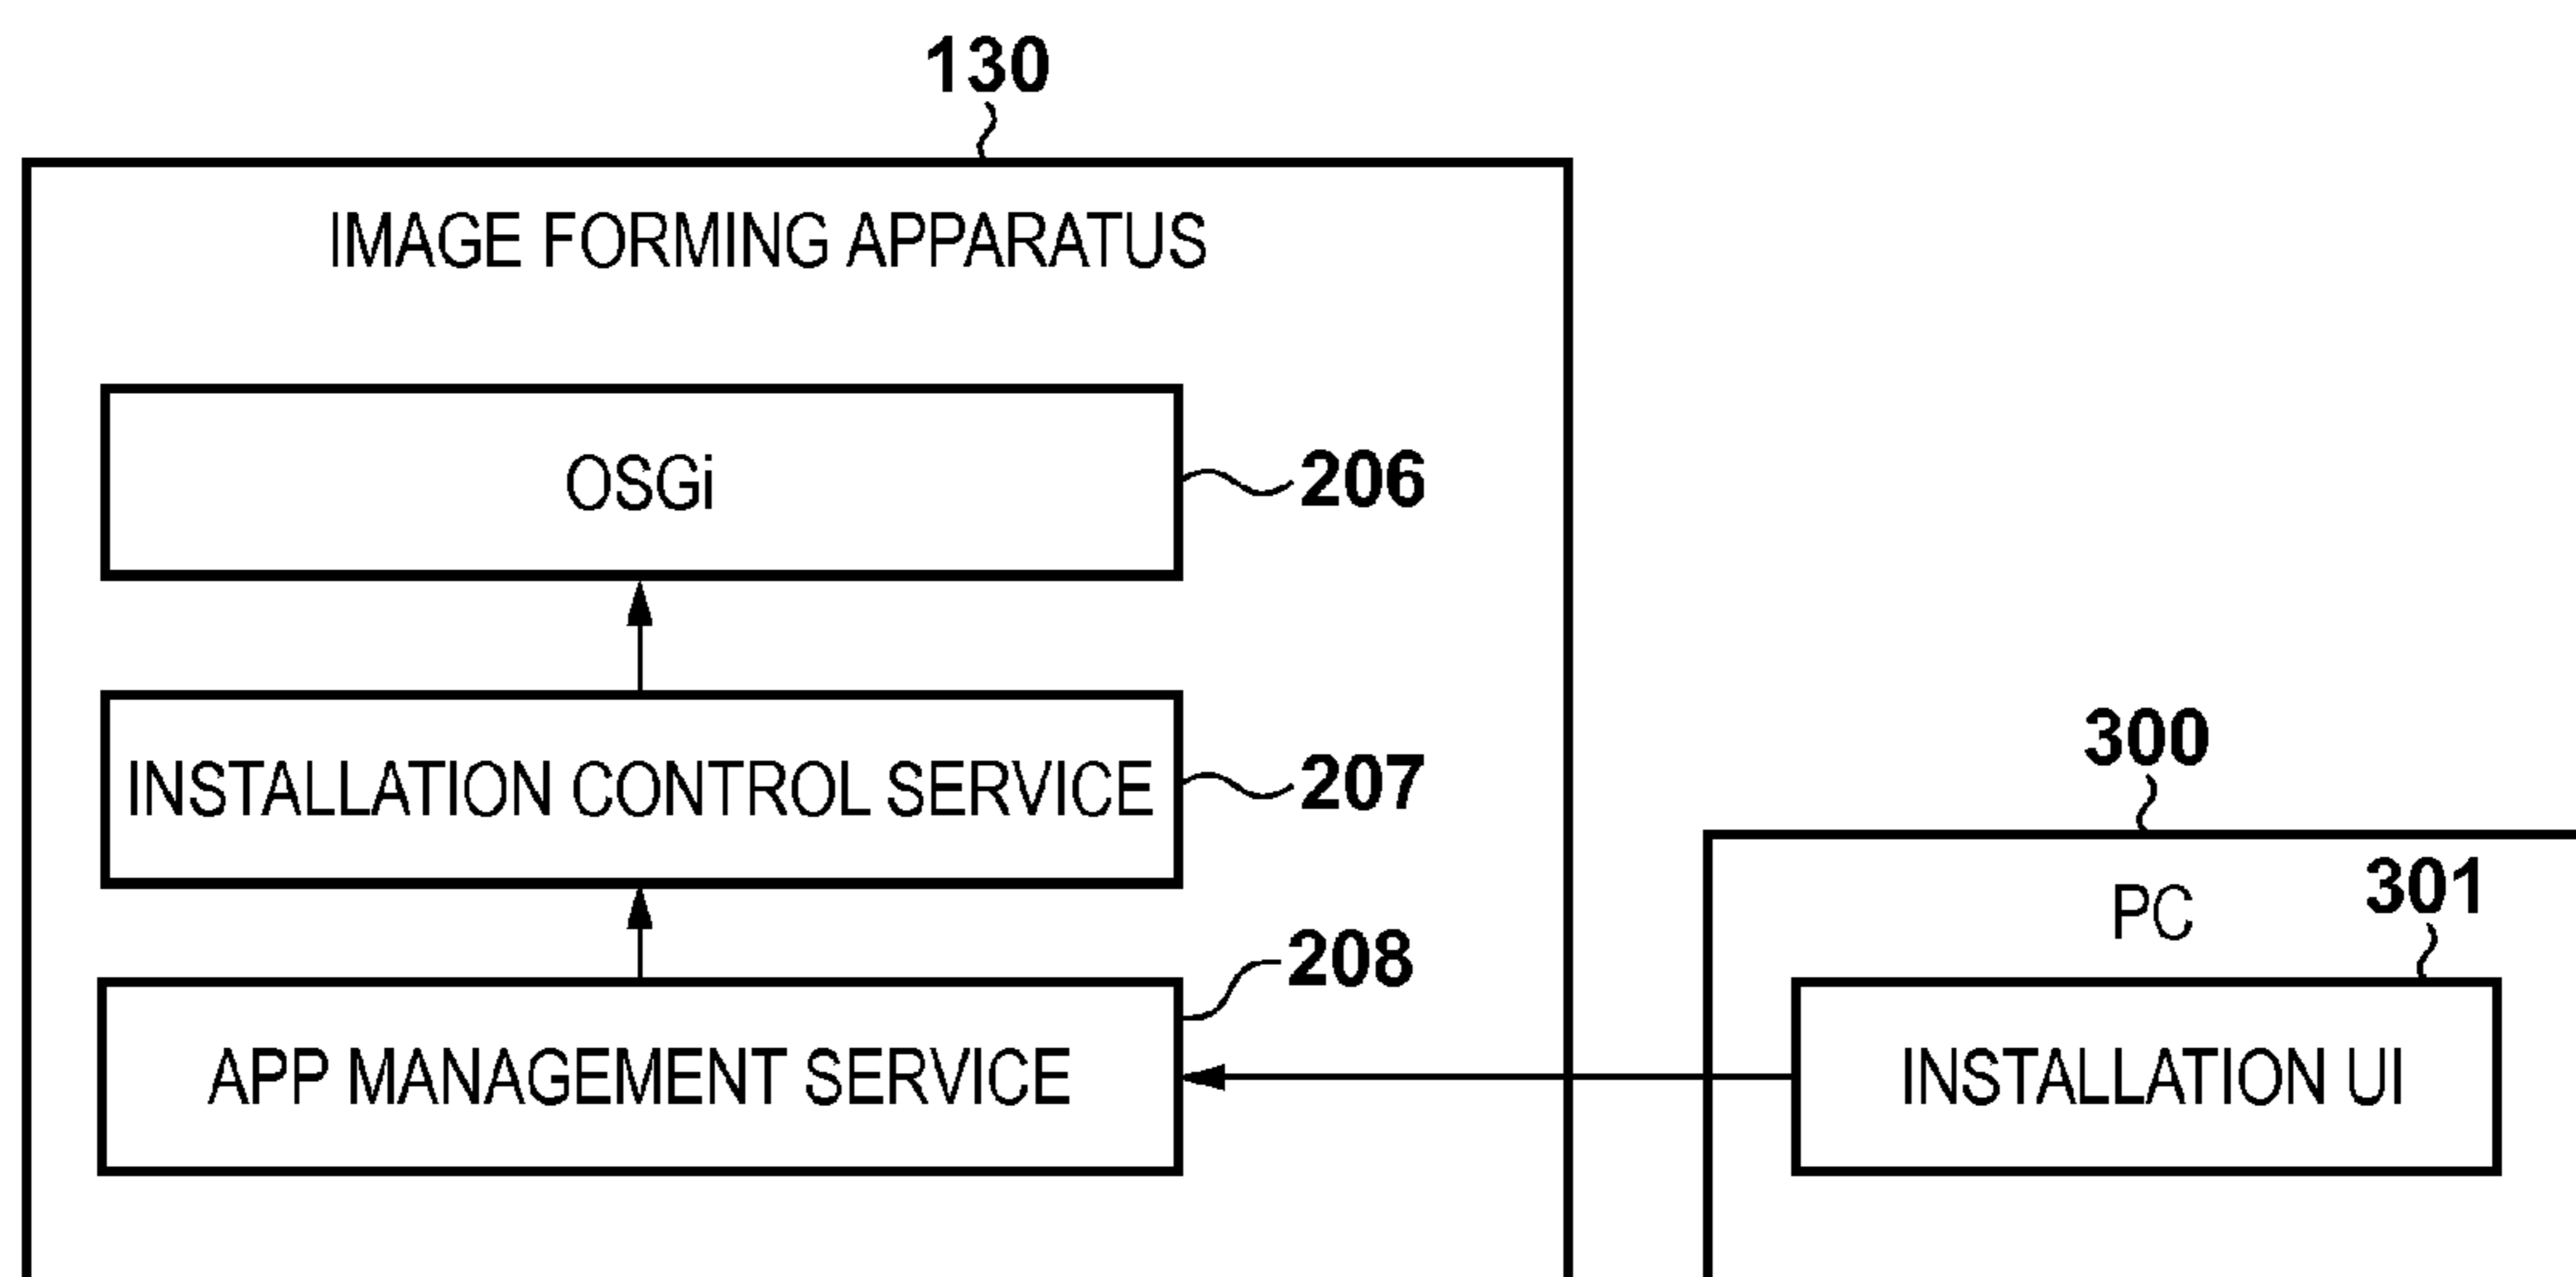 130
IMAGE FORMING APPARATUS
OSGi
206
INSTALLATION CONTROL SERVICE
207
208
APP MANAGEMENT SERVICE
300
PC
301
INSTALLATION UI